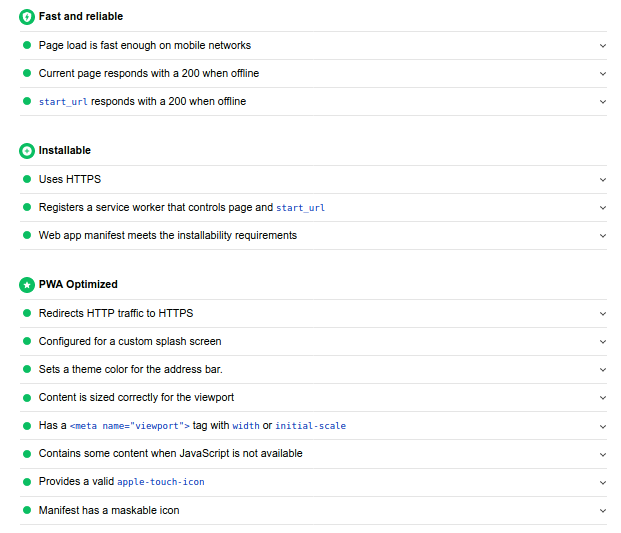 Fast and reliable
Page load is fast enough on mobile networks
Current page responds with a 200 when offline
start_url responds with a 200 when offline
Installable
Uses HTTPS
Registers a service worker that controls page and start_url
Web app manifest meets the installability requirements
PWA Optimized
Redirects HTTP traffic to HTTPS
Configured for a custom splash screen
Sets a theme color for the address bar.
Content is sized correctly for the viewport
Has a <meta name="viewport"> tag with width or initial-scale
Contains some content when JavaScript is not available
Provides a valid apple-touch-icon
Manifest has a maskable icon